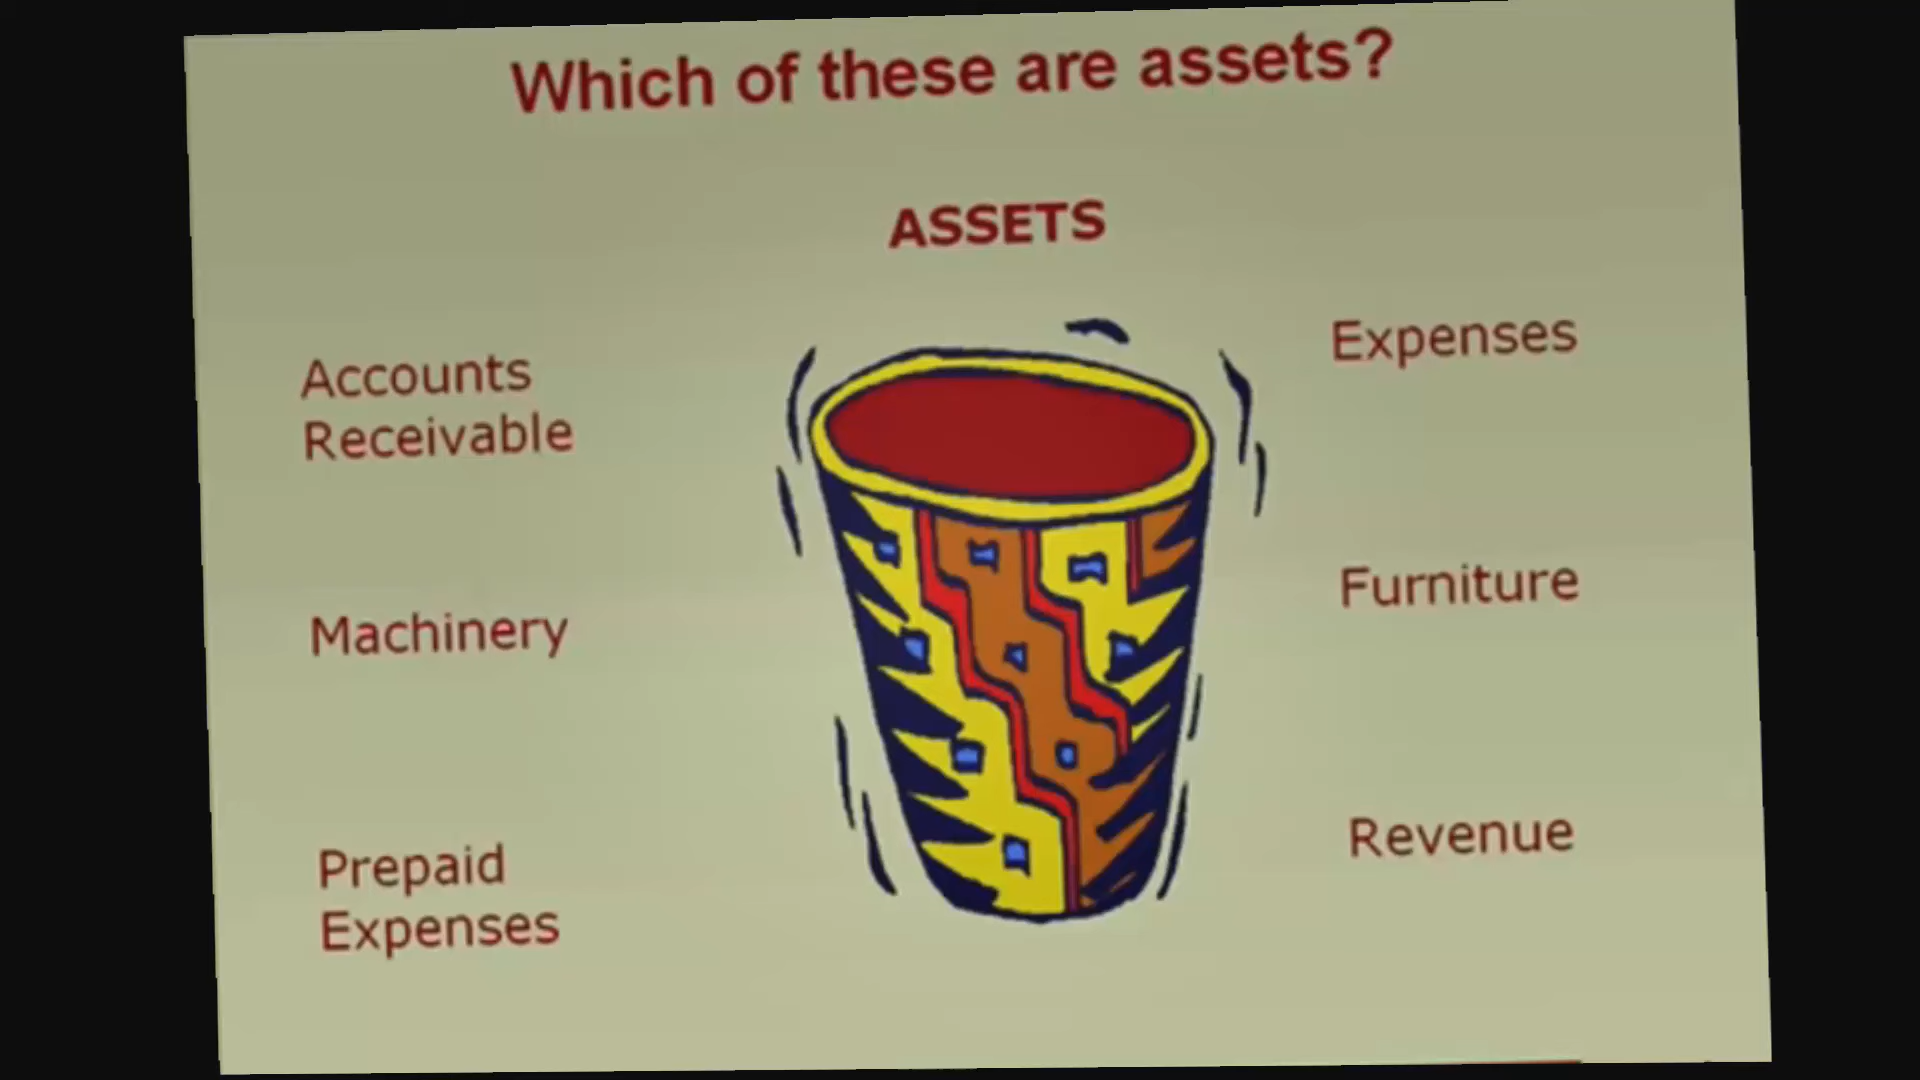 Which of these are assets?
ASSETS
Accounts
Receivable
Machinery
Prepaid
Expenses
Expenses
Furniture
Revenue